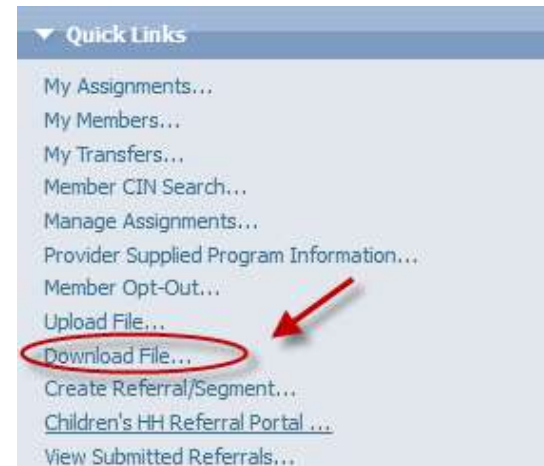 Quick Links
My Assignments...
My Members...
My Transfers...
Member CIN Search...
Manage Assignments...
Provider Supplied Program Information...
Member Opt-Out...
Upload File...
Download File...
Create Referral/Segment...
Children's HH Referral Portal ...
View Submitted Referrals...